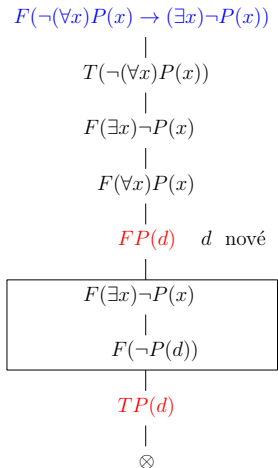 F(¬(∀x)P(x) → (∃x)¬P(x))
T(¬(∀x)P(x))
F(∃x)¬P(x)
F(∀x)P(x)
FP(d) d nové
F(∃x)¬P(x)
F(¬P(d))
TP(d)
⊗